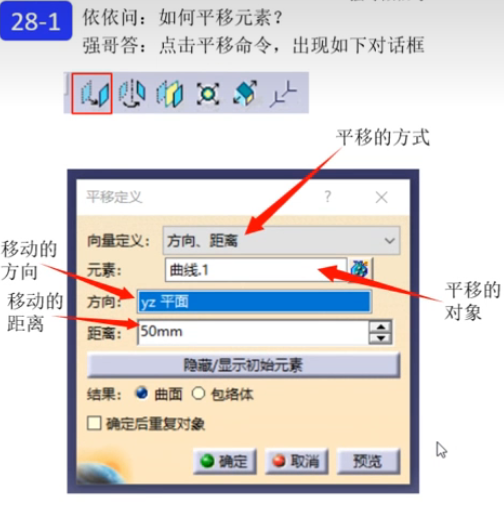 28-1
依依问：如何平移元素？
强哥答：点击平移命令，出现如下对话框
平移的方式
平移定义
?
向量定义： 方向、距离
移动的
方向
元素： 曲线.1
方向： yz 平面
平移的
对象
移动的
距离
距离： 50mm
隐藏/显示初始元素
结果： 曲面 包络体
确定后重复对象
确定 取消 预览